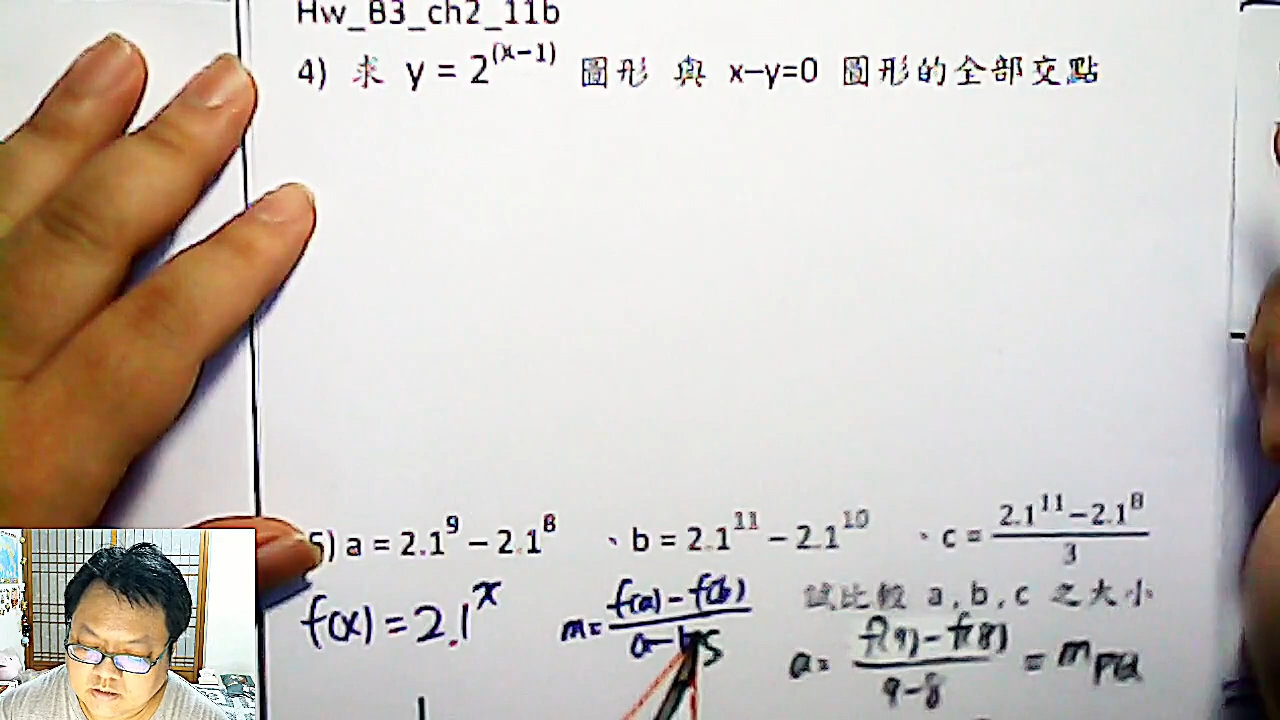 Hw_B3_ch2_11b
4) 求 y = 2^(x-1) 圖形 與 x-y=0 圖形的全部交點
5) a = 2.1^9 - 2.1^8 、b = 2.1^11 - 2.1^10 、c = (2.1^11 - 2.1^8)/3
試比較 a , b , c 之大小
f(x) = 2.1^x m = (f(a) - f(b))/(a - b) S
a = (f(9) - f(8))/(9 - 8) = m PQ